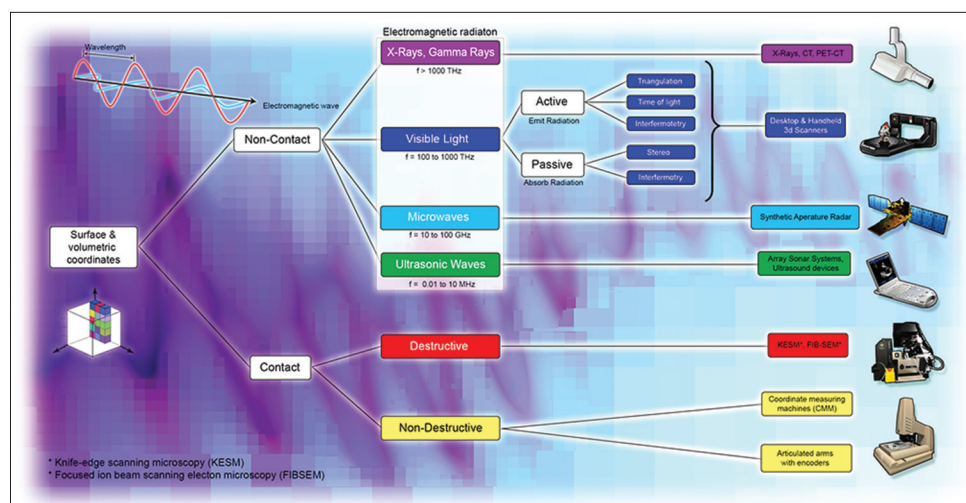 Electromagnetic radiaton
Wavelength
Electromagnetic wave
X-Rays, Gamma Rays
f > 1000 THz
X-Rays, CT, PET-CT
Non-Contact
Visible Light
f = 100 to 1000 THz
Active
Emit Radiation
Passive
Absorb Radiation
Triangulation
Time of light
Interfermotetry
Stereo
Interfermotry
Desktop & Handheld
3d Scanners
Microwaves
f = 10 to 100 GHz
Synthetic Aperature Radar
Surface &
volumetric
coordinates
Ultrasonic Waves
f = 0.01 to 10 MHz
Array Sonar Systems,
Ultrasound devices
Contact
Destructive
KESM*, FIB-SEM*
Non-Destructive
Coordinate measuring
machines (CMM)
Articulated arms
with encoders
* Knife-edge scanning microscopy (KESM)
* Focused ion beam scanning electon microscopy (FIBSEM)